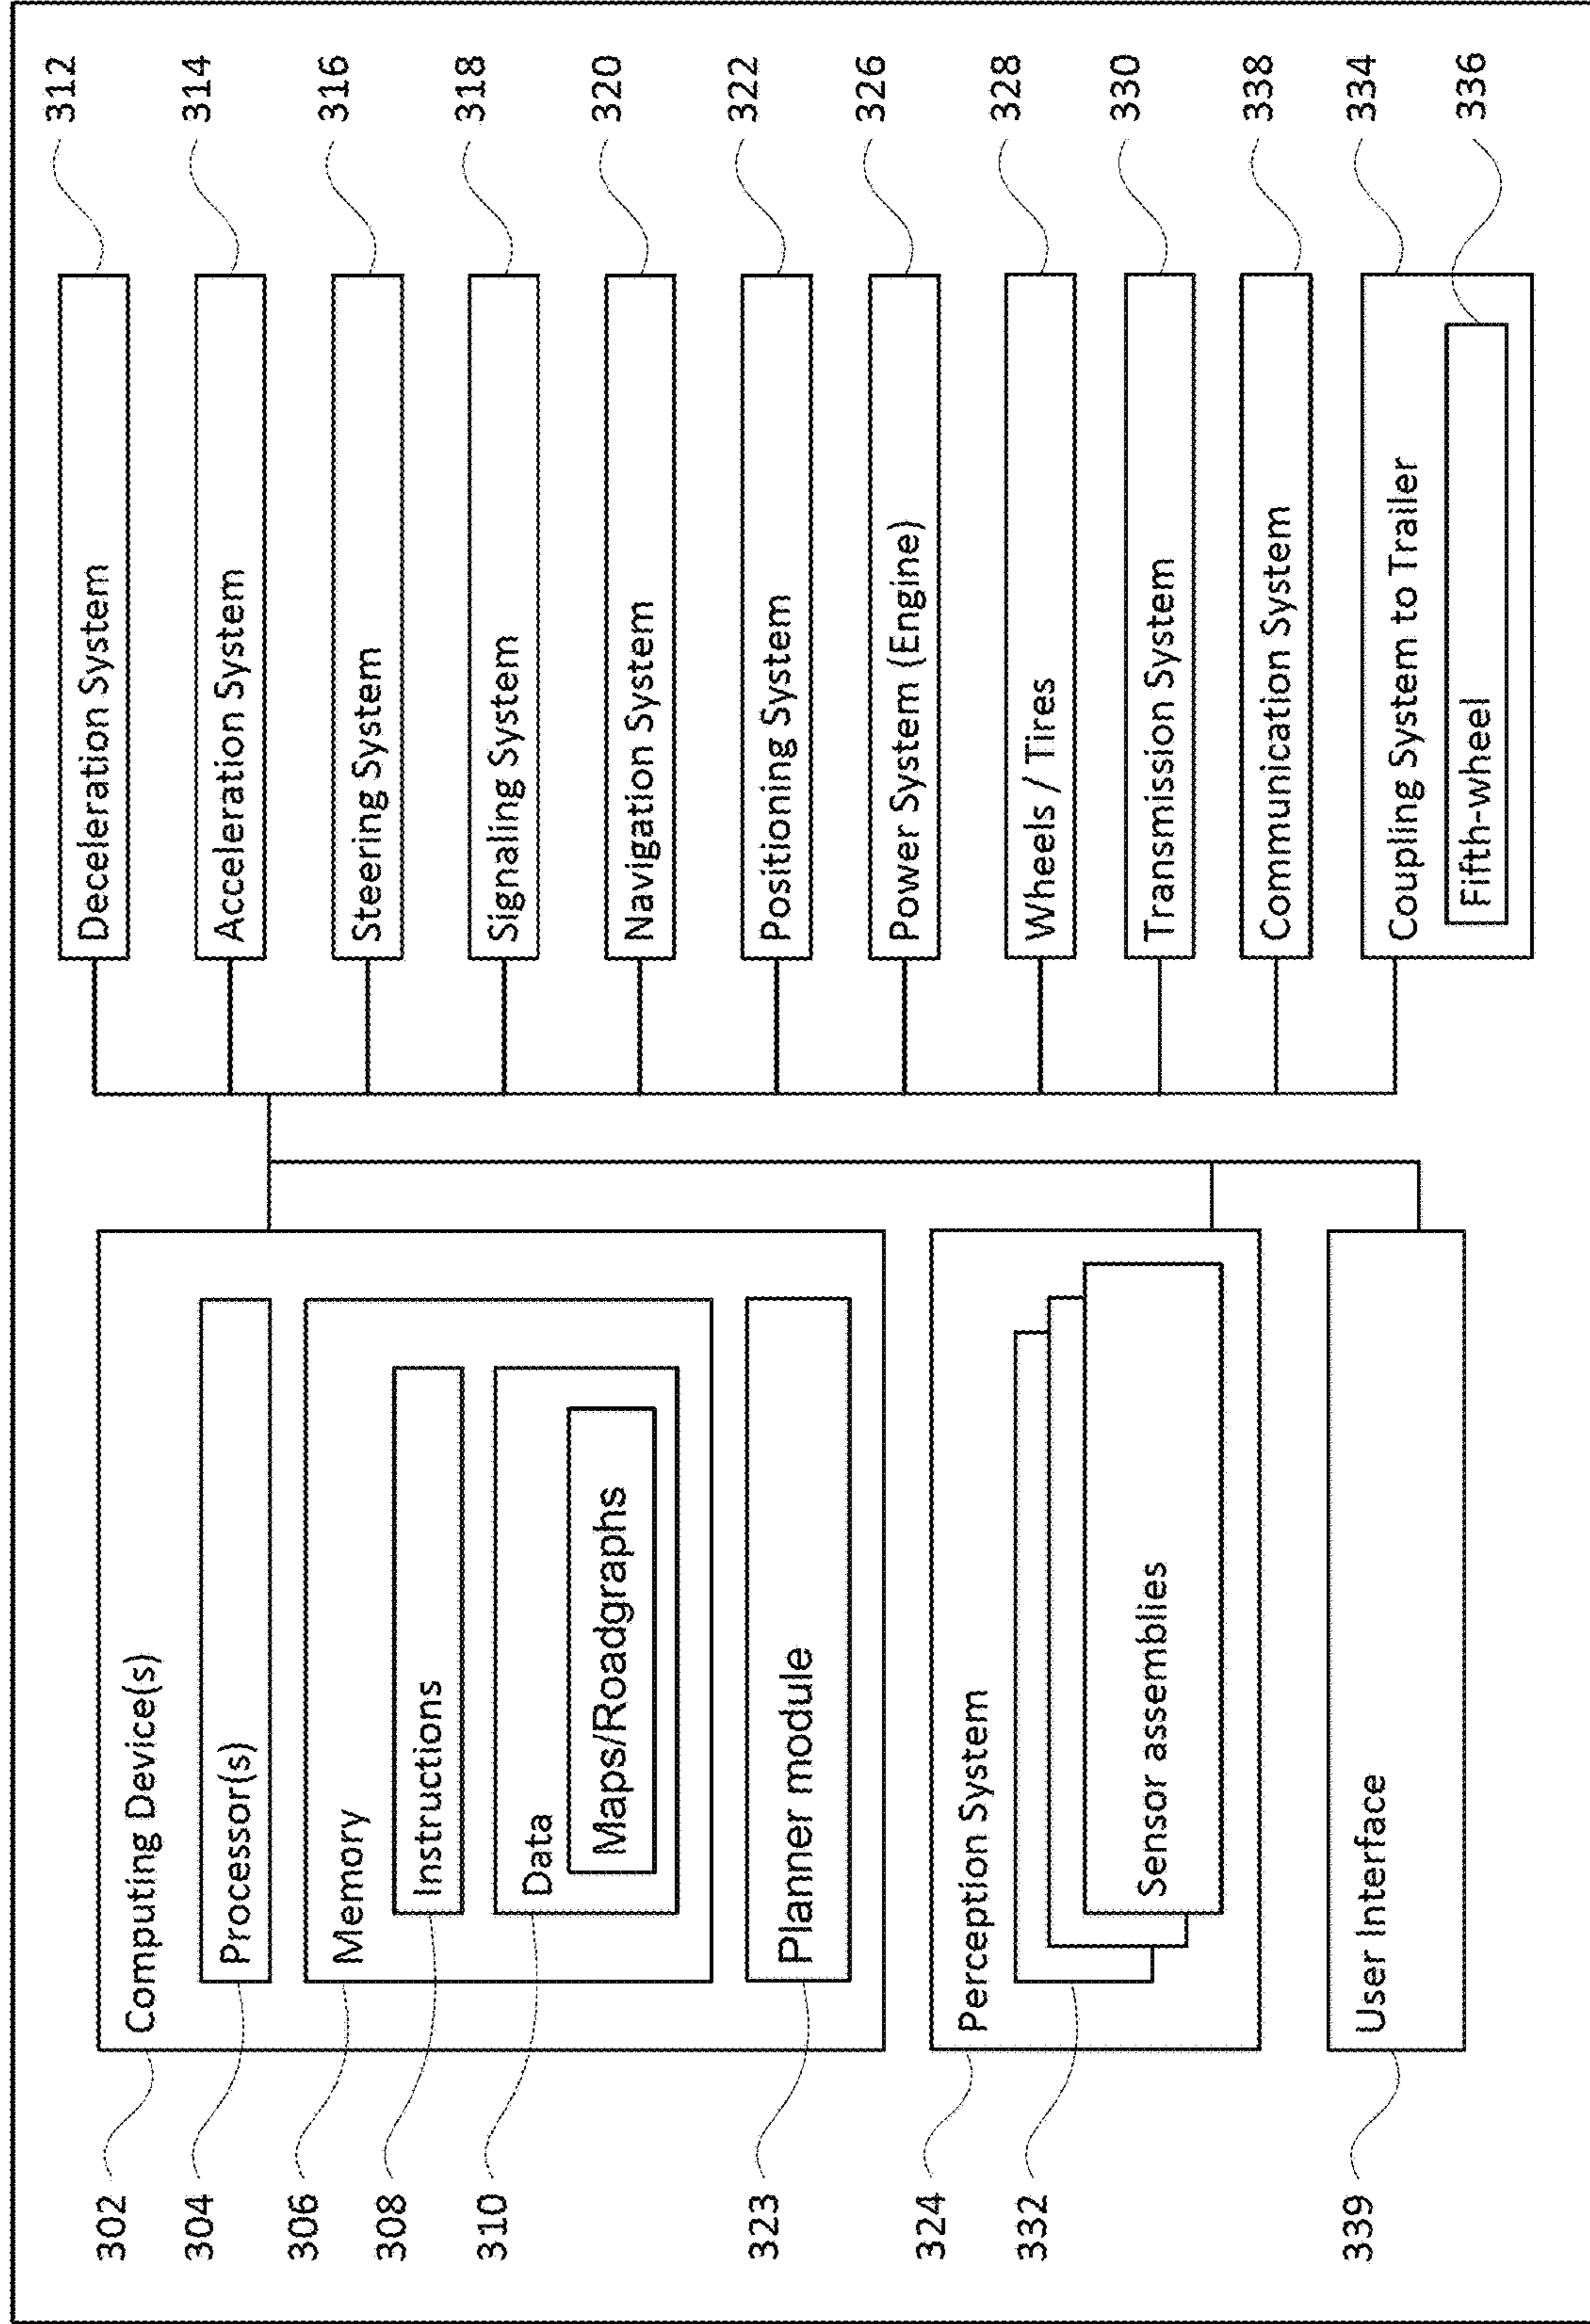 302
Computing Device(s)
304
Processor(s)
306
Memory
308
Instructions
310
Data
Maps/Roadgraphs
323
Planner module
324
Perception System
332
Sensor assemblies
339
User Interface
Deceleration System
312
Acceleration System
314
Steering System
316
Signaling System
318
Navigation System
320
Positioning System
322
Power System (Engine)
326
Wheels / Tires
328
Transmission System
330
Communication System
338
Coupling System to Trailer
334
Fifth-wheel
336